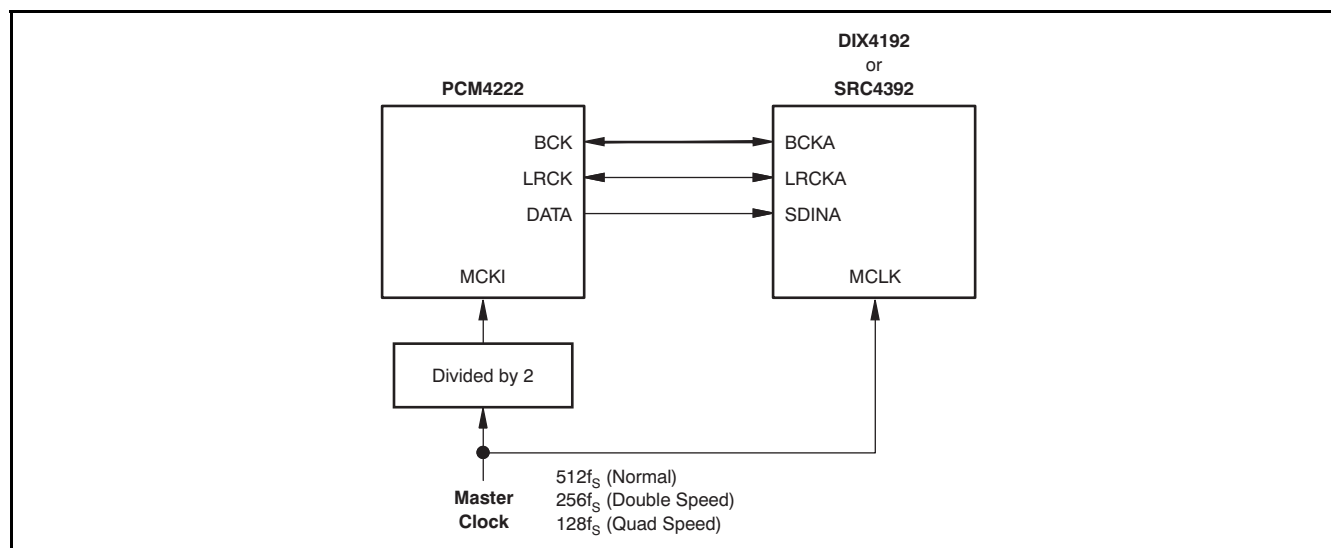 DIX4192
or
SRC4392
PCM4222
BCK
BCKA
LRCK
LRCKA
DATA
SDINA
MCKI
MCLK
Divided by 2
Master
Clock
512fS (Normal)
256fS (Double Speed)
128fS (Quad Speed)